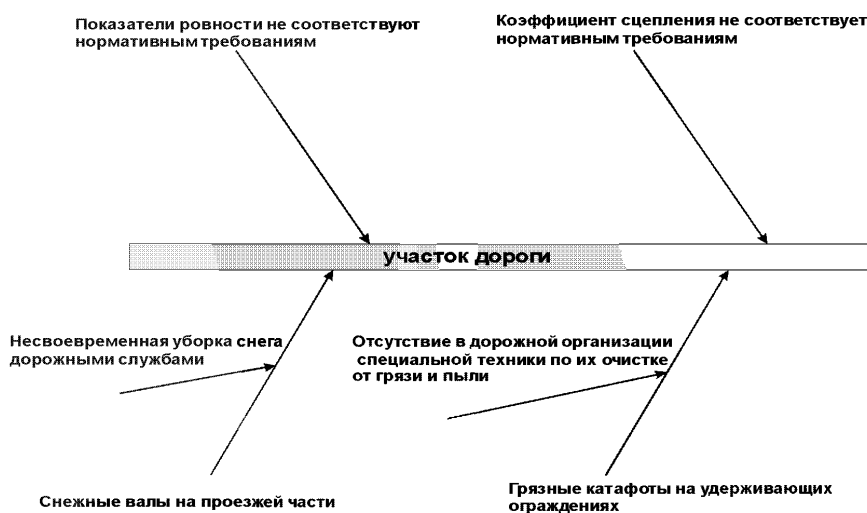 Показатели ровности не соответствуют
нормативным требованиям
Коэффициент сцепления не соответствует
нормативным требованиям
участок дороги
Несвоевременная уборка снега
дорожными службами
Отсутствие в дорожной организации
специальной техники по их очистке
от грязи и пыли
Снежные валы на проезжей части
Грязные катафоты на удерживающих
ограждениях